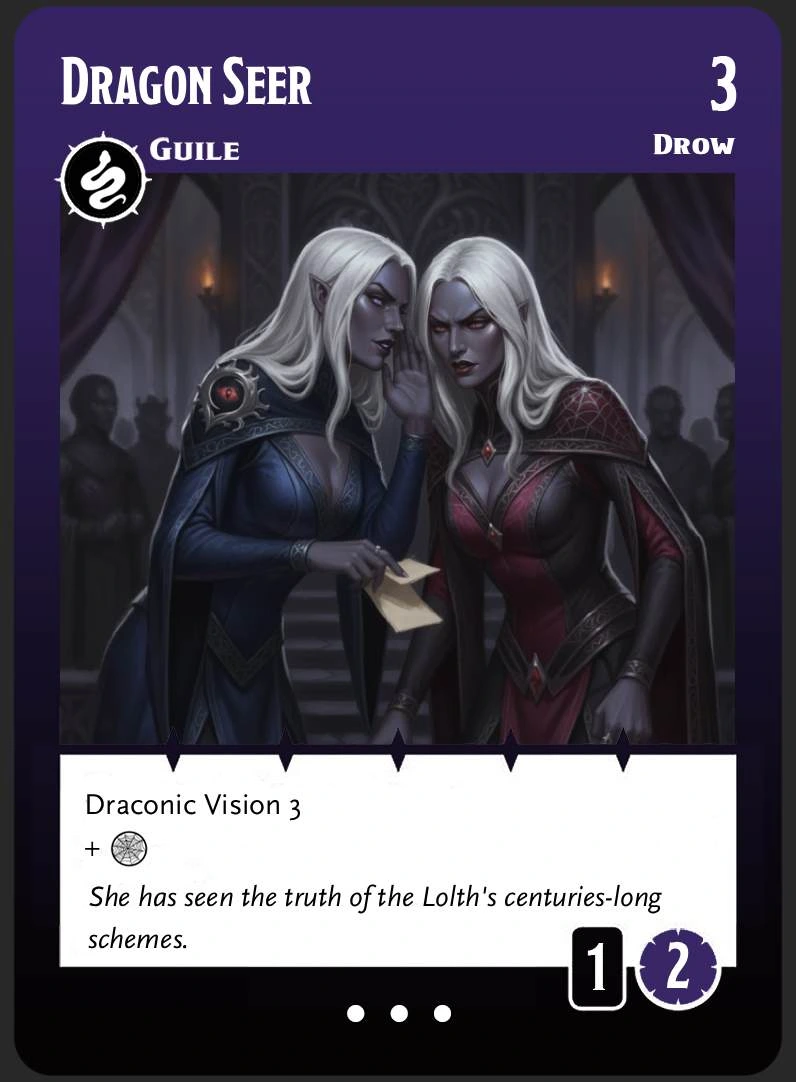 Dragon Seer 3
Guile Drow
Draconic Vision 3
+
She has seen the truth of the Lolth's centuries-long
schemes.
1 2